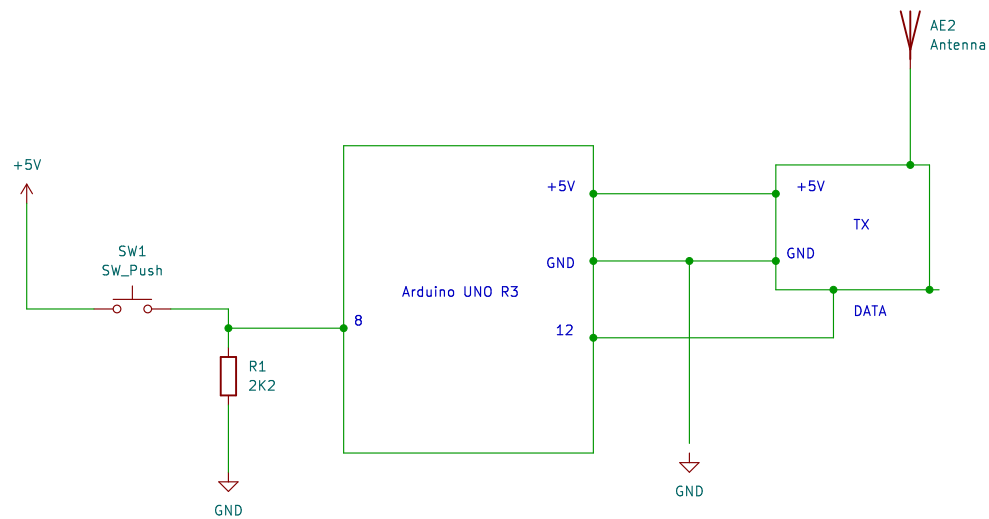 AE2
Antenna
+5V
+5V
+5V
TX
SW1
SW_Push
GND
GND
Arduino UNO R3
8
12
DATA
R1
2K2
GND
GND